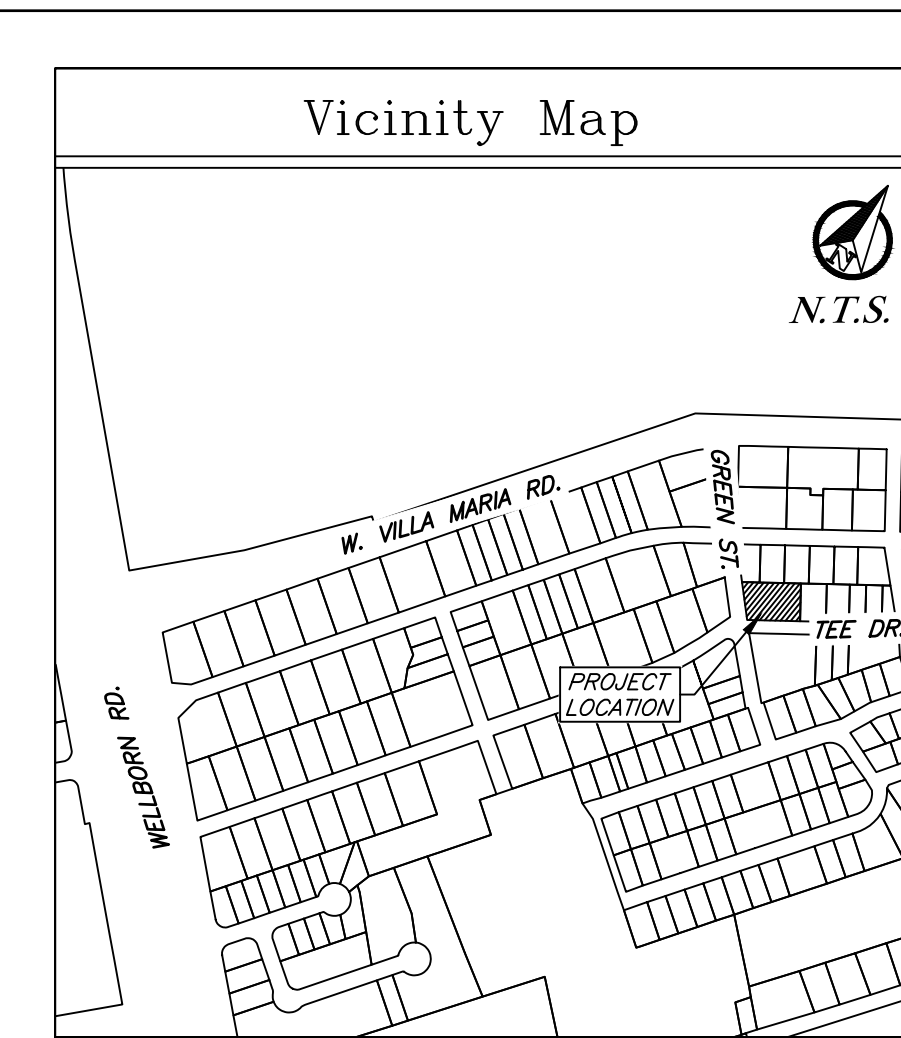 Vicinity Map
N
N.T.S.
W. VILLA MARIA RD.
GREEN ST.
TEE DR.
PROJECT
LOCATION
WELLBORN RD.